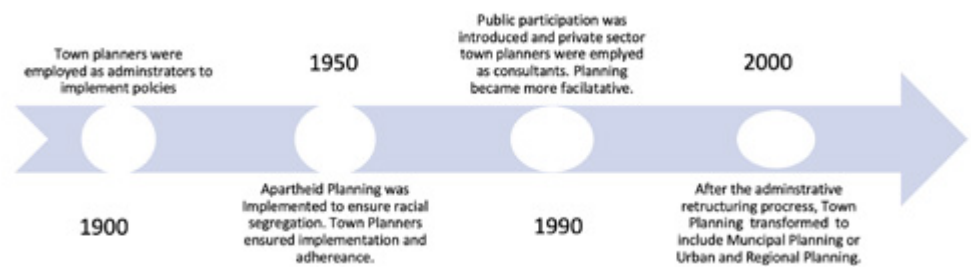 Town planners were
employed as adminstrators to
implement polcies
1900
1950
Apartheid Planning was
Implemented to ensure racial
segregation. Town Planners
ensured implementation and
adhereance.
Public participation was
introduced and private sector
town planners were emplyed
as consultants. Planning
became more facilatative.
1990
2000
After the adminstrative
retructuring procress, Town
Planning transformed to
include Muncipal Planning or
Urban and Regional Planning.